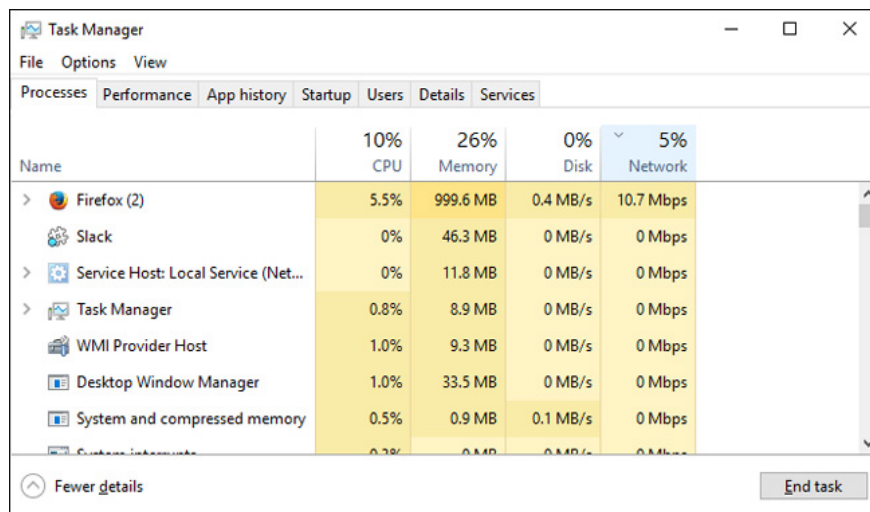 Task Manager
File Options View
Processes Performance App history Startup Users Details Services
10% 26% 0% 5%
Name CPU Memory Disk Network
Firefox (2) 5.5% 999.6 MB 0.4 MB/s 10.7 Mbps
Slack 0% 46.3 MB 0 MB/s 0 Mbps
Service Host: Local Service (Net... 0% 11.8 MB 0 MB/s 0 Mbps
Task Manager 0.8% 8.9 MB 0 MB/s 0 Mbps
WMI Provider Host 1.0% 9.3 MB 0 MB/s 0 Mbps
Desktop Window Manager 1.0% 33.5 MB 0 MB/s 0 Mbps
System and compressed memory 0.5% 0.9 MB 0.1 MB/s 0 Mbps
Fewer details End task